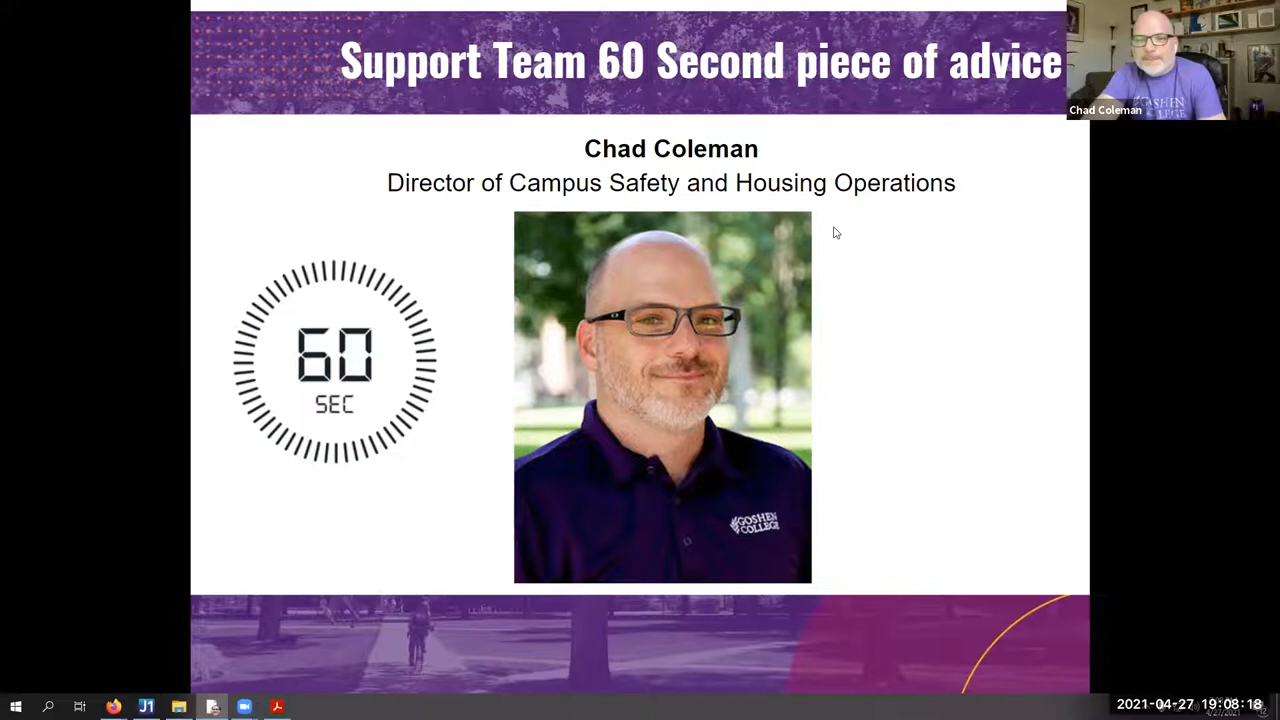 Support Team 60 Second piece of advice
Chad Coleman
Chad Coleman
Director of Campus Safety and Housing Operations
60
SEC
GOSHEN
COLLEGE
J1
2021-04-27 19:08:18